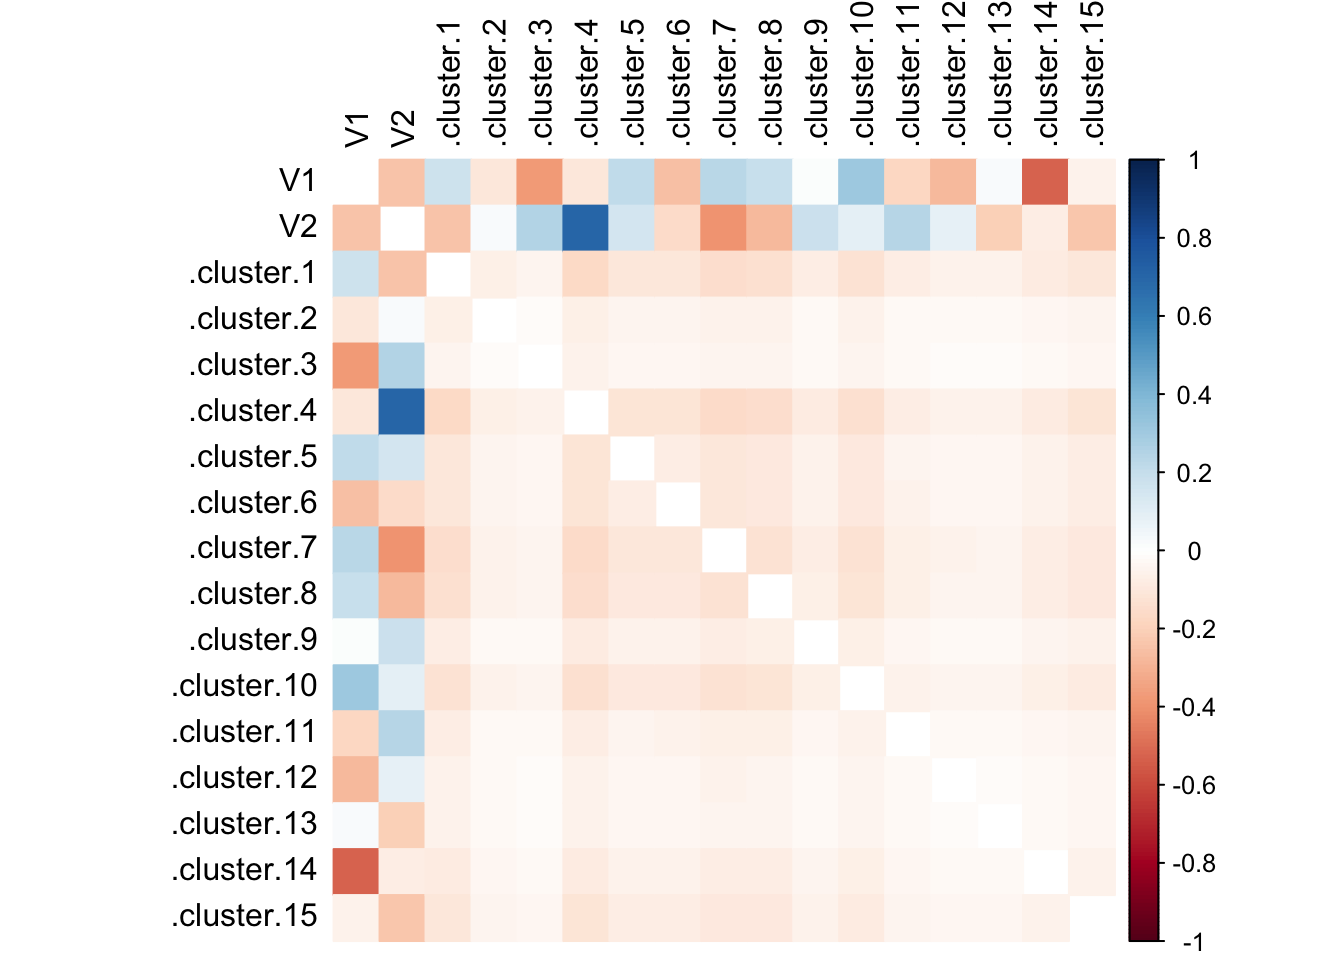 V1
V2
.cluster.1
.cluster.2
.cluster.3
.cluster.4
.cluster.5
.cluster.6
.cluster.7
.cluster.8
.cluster.9
.cluster.10
.cluster.11
.cluster.12
.cluster.13
.cluster.14
.cluster.15
V1
V2
.cluster.1
.cluster.2
.cluster.3
.cluster.4
.cluster.5
.cluster.6
.cluster.7
.cluster.8
.cluster.9
.cluster.10
.cluster.11
.cluster.12
.cluster.13
.cluster.14
.cluster.15
1
0.8
0.6
0.4
0.2
0
-0.2
-0.4
-0.6
-0.8
-1